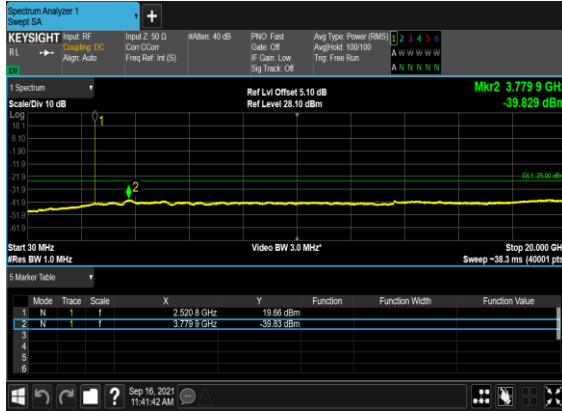 Spectrum Analyzer 1
Swept SA
+
KEYSIGHT Input: RF Input Z: 50 Ω #Atten: 40 dB PNO: Fast Avg Type: Power (RMS) 1 2 3 4 5 6
RL Coupling: DC Corr CCorr Gate: Off Avg|Hold: 100/100 A W W W W W
Align: Auto Freq Ref: Int (S) IF Gain: Low Trig: Free Run
LXI Sig Track: Off A N N N N N
1 Spectrum Ref Lvl Offset 5.10 dB Mkr2 3.779 9 GHz
Scale/Div 10 dB Ref Level 28.10 dBm -39.829 dBm
Log
18.1
8.10
-1.90
-11.9
-21.9
DL1 -25.00 dBm
-31.9
-41.9
-51.9
-61.9
1
2
Start 30 MHz Video BW 3.0 MHz* Stop 20.000 GHz
#Res BW 1.0 MHz Sweep ~38.3 ms (40001 pts)
5 Marker Table
Mode Trace Scale X Y Function Function Width Function Value
1 N 1 f 2.520 8 GHz 19.66 dBm
2 N 1 f 3.779 9 GHz -39.83 dBm
3
4
5
6
? Sep 16, 2021
11:41:42 AM